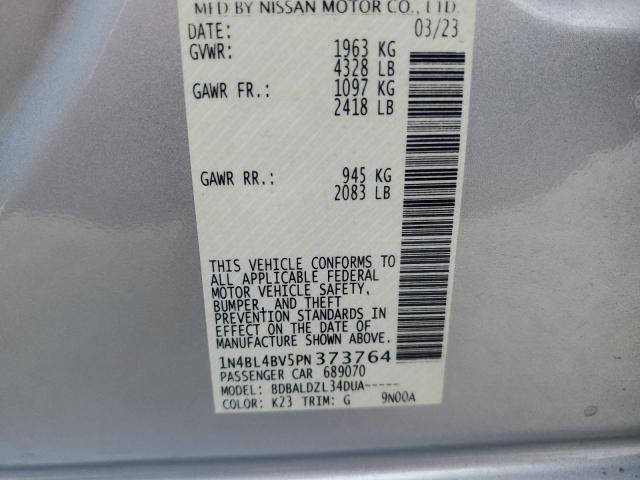 MFD BY NISSAN MOTOR CO., LTD.
DATE: 03/23
GVWR: 1963 KG
4328 LB
GAWR FR.: 1097 KG
2418 LB
GAWR RR.: 945 KG
2083 LB
THIS VEHICLE CONFORMS TO
ALL APPLICABLE FEDERAL
MOTOR VEHICLE SAFETY,
BUMPER, AND THEFT
PREVENTION STANDARDS IN
EFFECT ON THE DATE OF
MANUFACTURE SHOWN ABOVE.
1N4BL4BV5PN373764
PASSENGER CAR 689070
MODEL: BDBALDZL34DUA-----
COLOR: K23 TRIM: G 9N00A